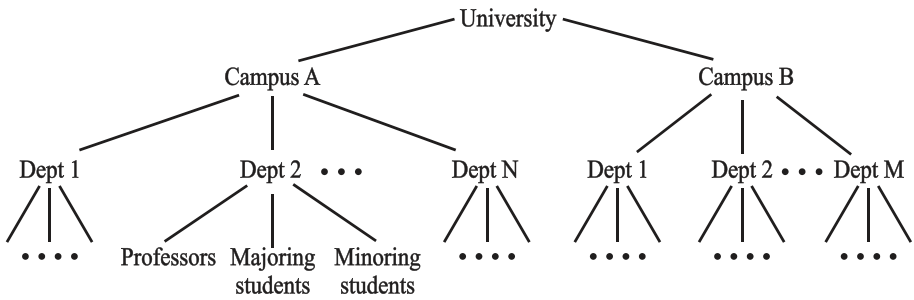 University
Campus A Campus B
Dept 1 Dept 2 • • • Dept N Dept 1 Dept 2 • • • Dept M
• • • • Professors Majoring students Minoring students • • • • • • • • • • • • • • • •